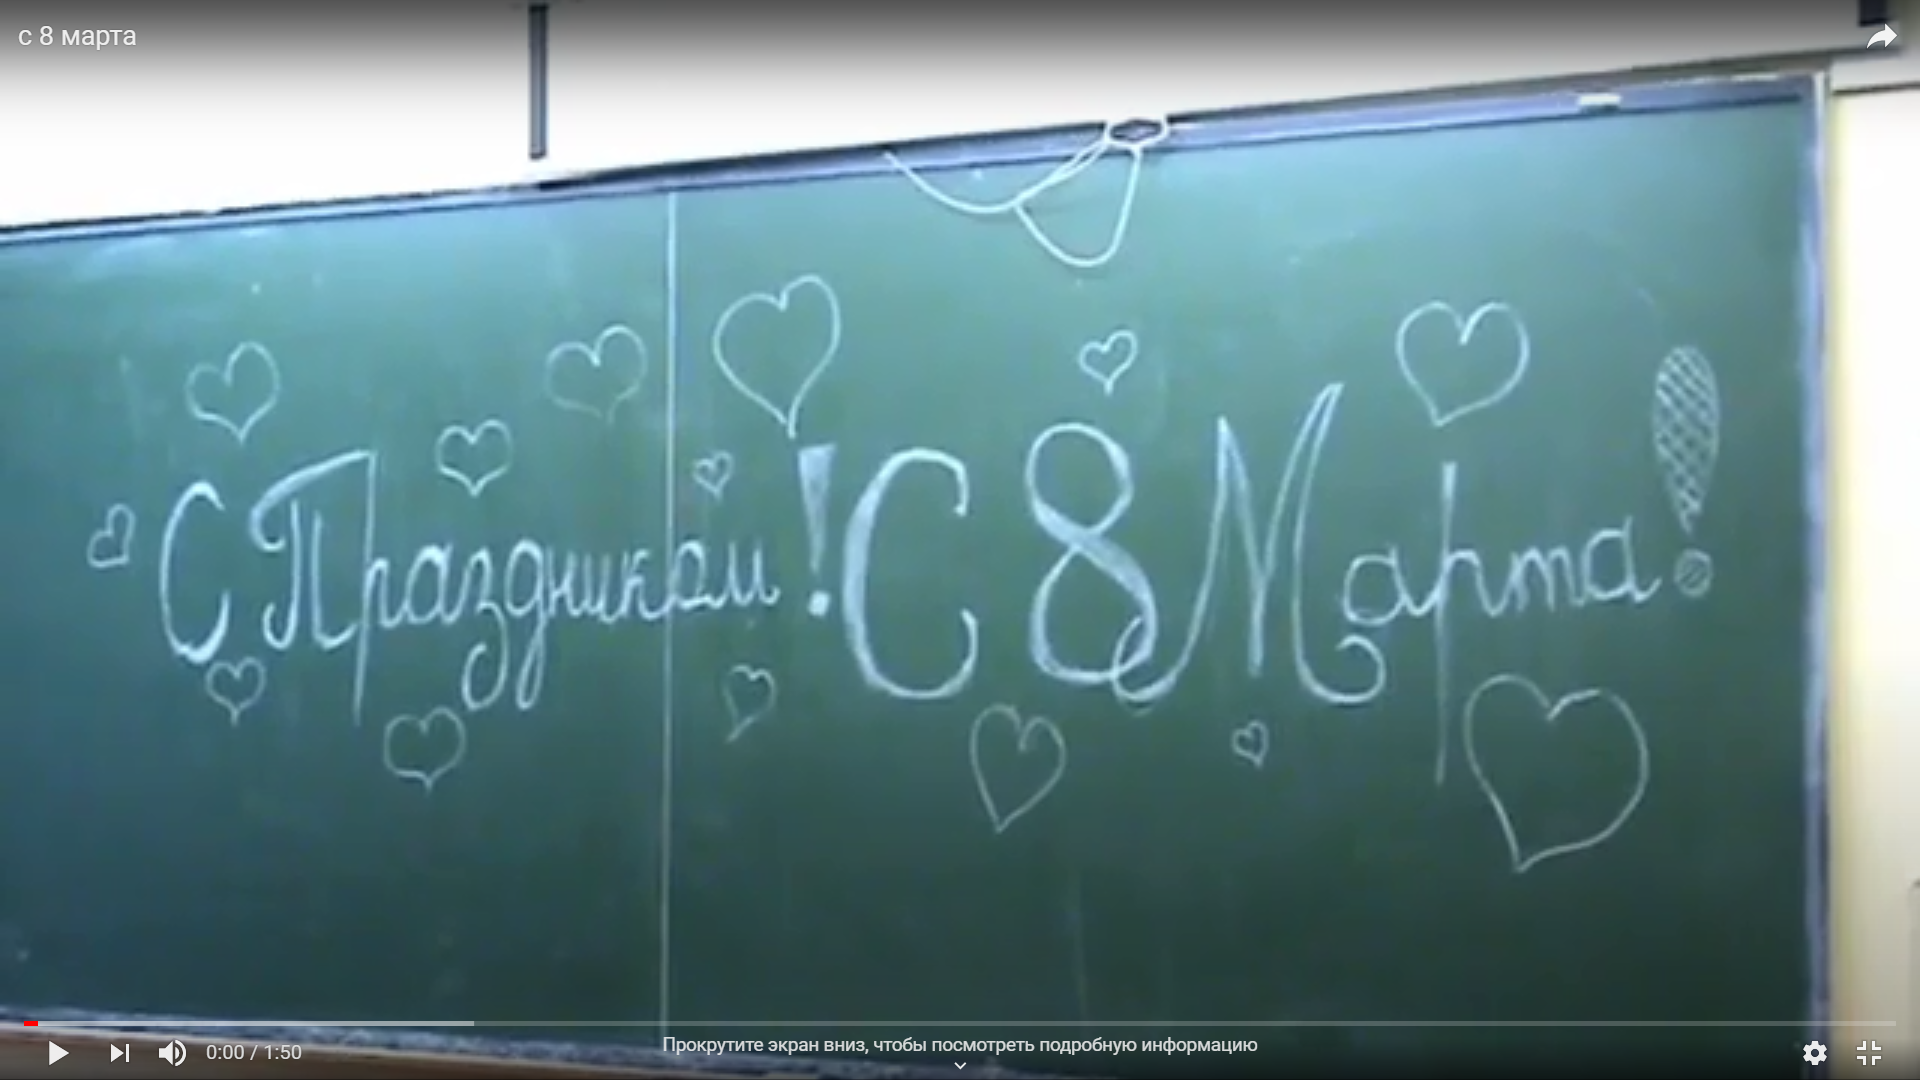 с 8 марта
С Праздником! С 8 Марта!
0:00 / 1:50
Прокрутите экран вниз, чтобы посмотреть подробную информацию